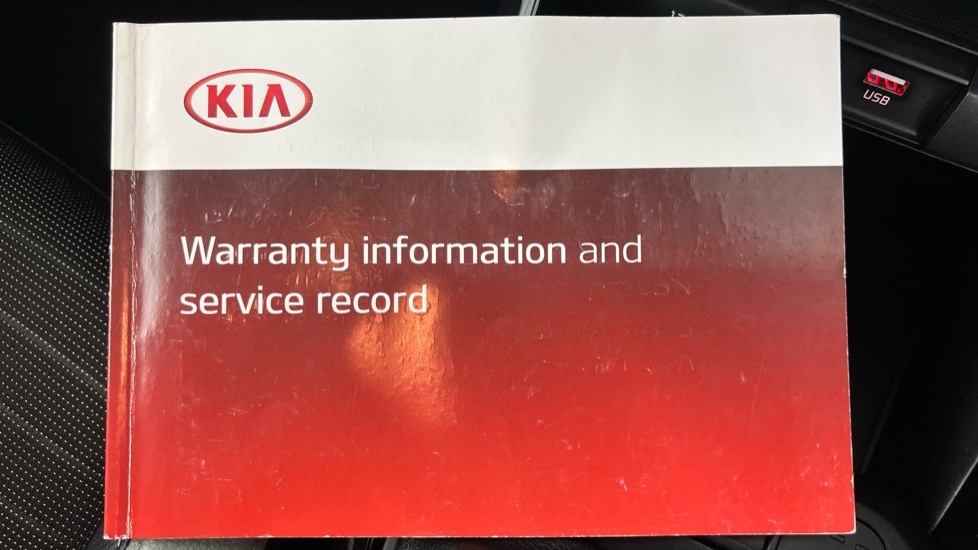 KIA
USB
Warranty information and
service record